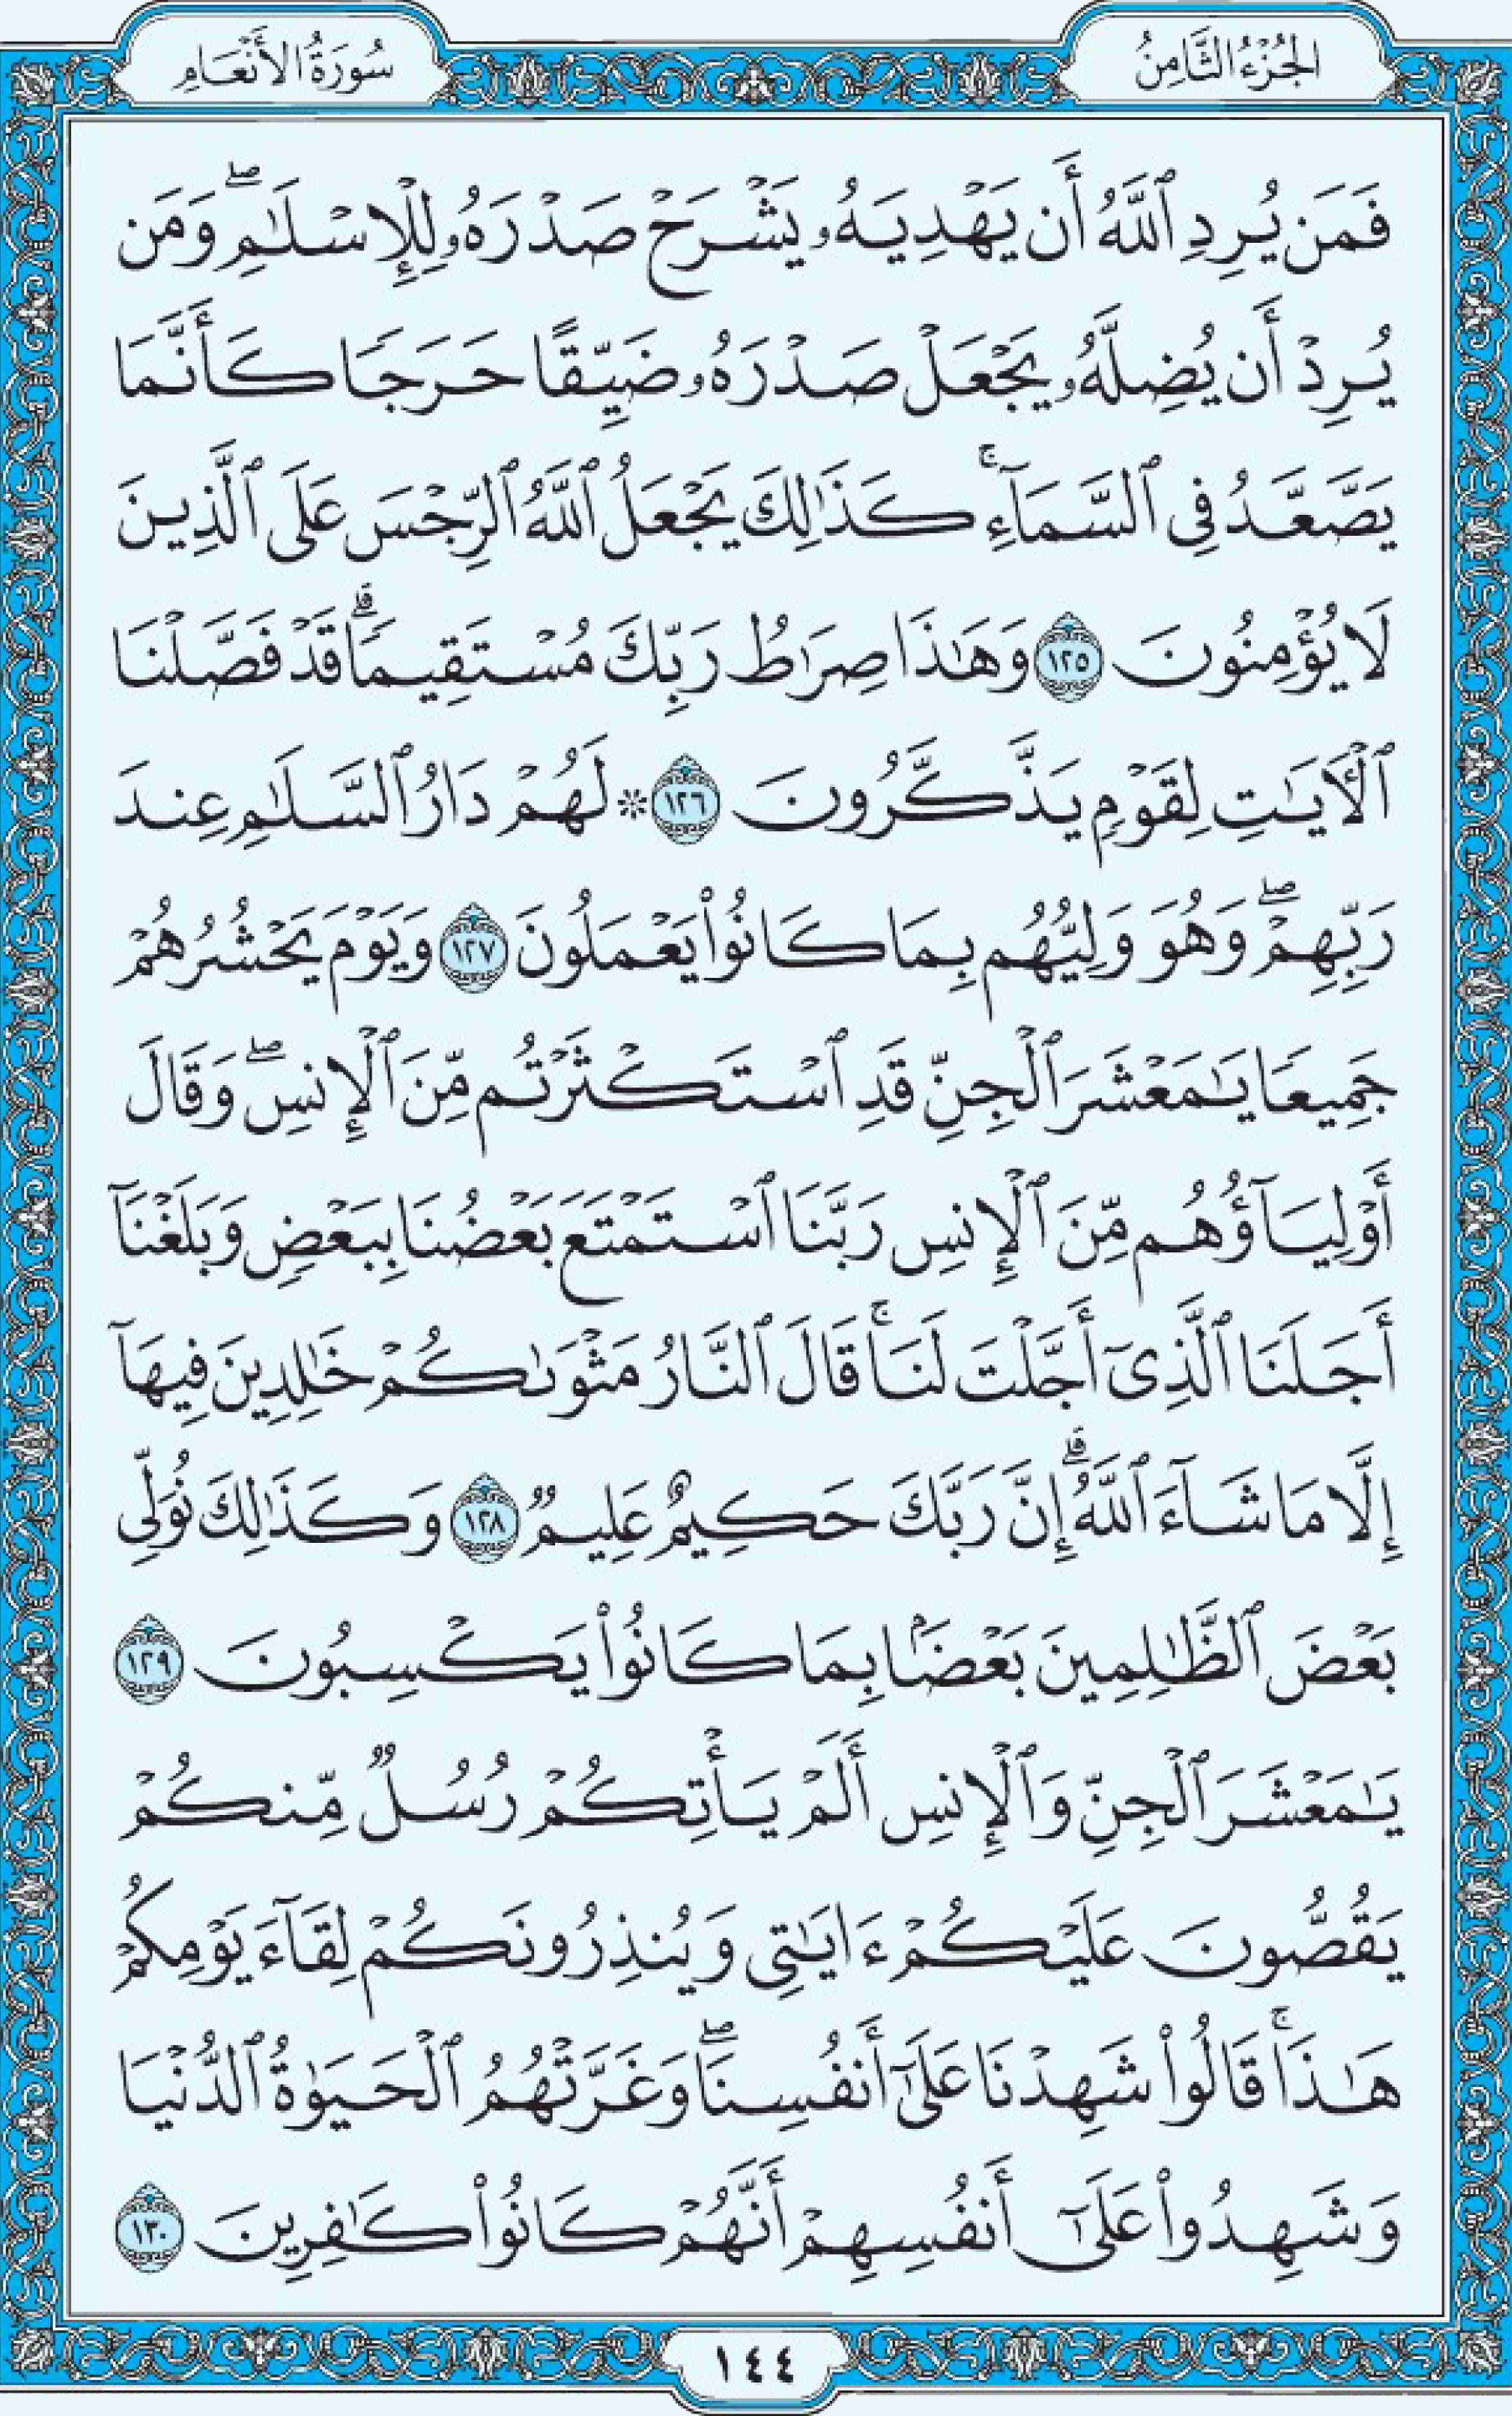 الجُزْءُ الثَّامِنُ
سُورَةُ الأَنْعَامِ
فَمَن يُرِدِ ٱللَّهُ أَن يَهْدِيَهُۥ يَشْرَحْ صَدْرَهُۥ لِلْإِسْلَـٰمِ ۖ وَمَن
يُرِدْ أَن يُضِلَّهُۥ يَجْعَلْ صَدْرَهُۥ ضَيِّقًا حَرَجًا كَأَنَّمَا
يَصَّعَّدُ فِى ٱلسَّمَآءِ ۚ كَذَٰلِكَ يَجْعَلُ ٱللَّهُ ٱلرِّجْسَ عَلَى ٱلَّذِينَ
لَا يُؤْمِنُونَ ١٢٥ وَهَـٰذَا صِرَٰطُ رَبِّكَ مُسْتَقِيمًا ۗ قَدْ فَصَّلْنَا
ٱلْـَٔايَـٰتِ لِقَوْمٍ يَذَّكَّرُونَ ١٢٦ ۞ لَهُمْ دَارُ ٱلسَّلَـٰمِ عِندَ
رَبِّهِمْ ۖ وَهُوَ وَلِيُّهُم بِمَا كَانُوا۟ يَعْمَلُونَ ١٢٧ وَيَوْمَ يَحْشُرُهُمْ
جَمِيعًا يَـٰمَعْشَرَ ٱلْجِنِّ قَدِ ٱسْتَكْثَرْتُم مِّنَ ٱلْإِنسِ ۖ وَقَالَ
أَوْلِيَآؤُهُم مِّنَ ٱلْإِنسِ رَبَّنَا ٱسْتَمْتَعَ بَعْضُنَا بِبَعْضٍ وَبَلَغْنَآ
أَجَلَنَا ٱلَّذِىٓ أَجَّلْتَ لَنَا ۚ قَالَ ٱلنَّارُ مَثْوَىٰكُمْ خَـٰلِدِينَ فِيهَآ
إِلَّا مَا شَآءَ ٱللَّهُ ۗ إِنَّ رَبَّكَ حَكِيمٌ عَلِيمٌ ١٢٨ وَكَذَٰلِكَ نُوَلِّى
بَعْضَ ٱلظَّـٰلِمِينَ بَعْضًۢا بِمَا كَانُوا۟ يَكْسِبُونَ ١٢٩
يَـٰمَعْشَرَ ٱلْجِنِّ وَٱلْإِنسِ أَلَمْ يَأْتِكُمْ رُسُلٌ مِّنكُمْ
يَقُصُّونَ عَلَيْكُمْ ءَايَـٰتِى وَيُنذِرُونَكُمْ لِقَآءَ يَوْمِكُمْ
هَـٰذَا ۚ قَالُوا۟ شَهِدْنَا عَلَىٰٓ أَنفُسِنَا ۖ وَغَرَّتْهُمُ ٱلْحَيَوٰةُ ٱلدُّنْيَا
وَشَهِدُوا۟ عَلَىٰٓ أَنفُسِهِمْ أَنَّهُمْ كَانُوا۟ كَـٰفِرِينَ ١٣٠
١٤٤